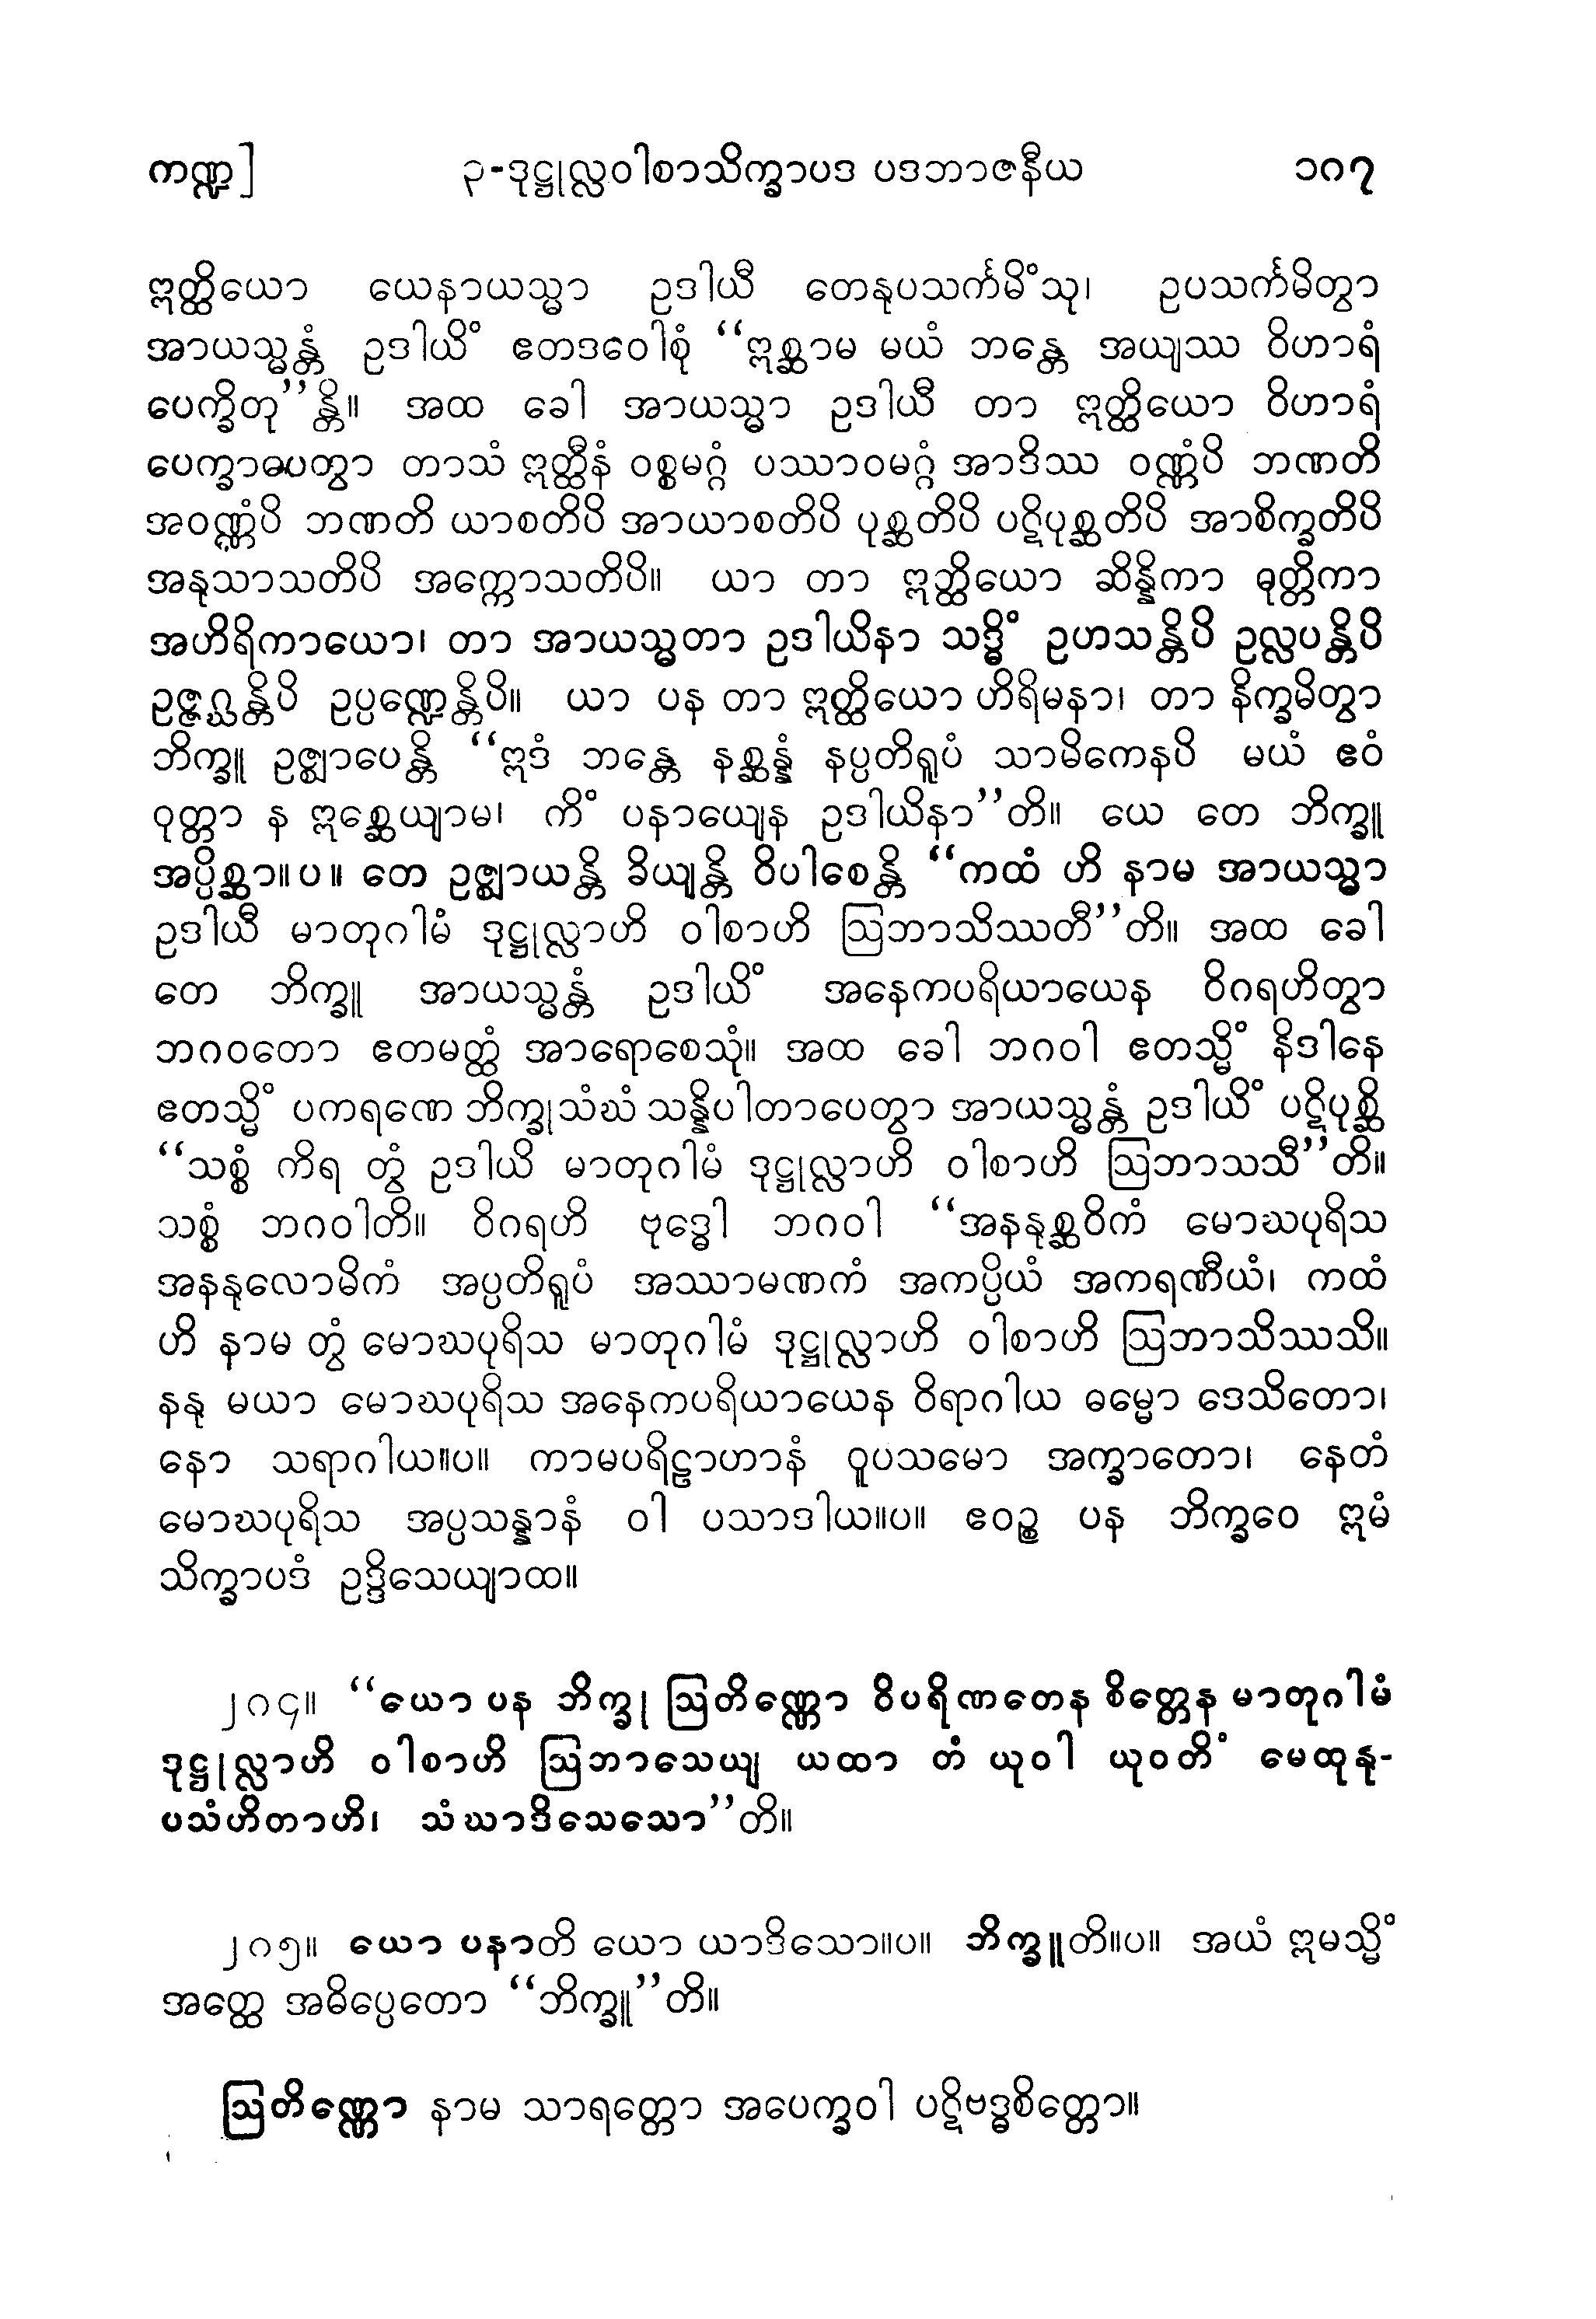 ကဏ္ဍ] ၃-ဒုဋ္ဌုလ္လဝါစာသိက္ခာပဒ ပဒဘာဇနီယ ၁၀၇
ဣတ္ထိယော ယေနာယသ္မာ ဥဒါယီ တေနုပသင်္ကမိံသု၊ ဥပသင်္ကမိတွာ
အာယသ္မန္တံ ဥဒါယိံ ဧတဒဝေါစုံ “ဣစ္ဆာမ မယံ ဘန္တေ အယျဿ ဝိဟာရံ
ပေက္ခိတု”န္တိ။ အထ ခေါ အာယသ္မာ ဥဒါယီ တာ ဣတ္ထိယော ဝိဟာရံ
ပေက္ခာပေတွာ တာသံ ဣတ္ထီနံ ဝစ္စမဂ္ဂံ ပဿာဝမဂ္ဂံ အာဒိဿ ဝဏ္ဏံပိ ဘဏတိ
အဝဏ္ဏံပိ ဘဏတိ ယာစတိပိ အာယာစတိပိ ပုစ္ဆတိပိ ပဋိပုစ္ဆတိပိ အာစိက္ခတိပိ
အနုသာသတိပိ အက္ကောသတိပိ။ ယာ တာ ဣတ္ထိယော ဆိန္နိကာ ဓုတ္တိကာ
အဟိရိကာယော၊ တာ အာယသ္မတာ ဥဒါယိနာ သဒ္ဓိံ ဥဟသန္တိပိ ဥလ္လပန္တိပိ
ဥဇ္ဇဂ္ဃန္တိပိ ဥပ္ပဏ္ဍေန္တိပိ။ ယာ ပန တာ ဣတ္ထိယော ဟိရိမနာ၊ တာ နိက္ခမိတွာ
ဘိက္ခူ ဥဇ္ဈာပေန္တိ “ဣဒံ ဘန္တေ နစ္ဆန္နံ နပ္ပတိရူပံ သာမိကေနပိ မယံ ဧဝံ
ဝုတ္တာ န ဣစ္ဆေယျာမ၊ ကိံ ပနာယျေန ဥဒါယိနာ”တိ။ ယေ တေ ဘိက္ခူ
အပ္ပိစ္ဆာ။ပ။ တေ ဥဇ္ဈာယန္တိ ခိယျန္တိ ဝိပါစေန္တိ “ကထံ ဟိ နာမ အာယသ္မာ
ဥဒါယီ မာတုဂါမံ ဒုဋ္ဌုလ္လာဟိ ဝါစာဟိ ဩဘာသိဿတီ”တိ။ အထ ခေါ
တေ ဘိက္ခူ အာယသ္မန္တံ ဥဒါယိံ အနေကပရိယာယေန ဝိဂရဟိတွာ
ဘဂဝတော ဧတမတ္ထံ အာရောစေသုံ။ အထ ခေါ ဘဂဝါ ဧတသ္မိံ နိဒါနေ
ဧတသ္မိံ ပကရဏေ ဘိက္ခုသံဃံ သန္နိပါတာပေတွာ အာယသ္မန္တံ ဥဒါယိံ ပဋိပုစ္ဆိ
“သစ္စံ ကိရ တွံ ဥဒါယိ မာတုဂါမံ ဒုဋ္ဌုလ္လာဟိ ဝါစာဟိ ဩဘာသသီ”တိ။
သစ္စံ ဘဂဝါတိ။ ဝိဂရဟိ ဗုဒ္ဓေါ ဘဂဝါ “အနနုစ္ဆဝိကံ မောဃပုရိသ
အနနုလောမိကံ အပ္ပတိရူပံ အဿာမဏကံ အကပ္ပိယံ အကရဏီယံ၊ ကထံ
ဟိ နာမ တွံ မောဃပုရိသ မာတုဂါမံ ဒုဋ္ဌုလ္လာဟိ ဝါစာဟိ ဩဘာသိဿသိ။
နနု မယာ မောဃပုရိသ အနေကပရိယာယေန ဝိရာဂါယ ဓမ္မော ဒေသိတော၊
နော သရာဂါယ။ပ။ ကာမပရိဠာဟာနံ ဝူပသမော အက္ခာတော၊ နေတံ
မောဃပုရိသ အပ္ပသန္နာနံ ဝါ ပသာဒါယ။ပ။ ဧဝဉ္စ ပန ဘိက္ခဝေ ဣမံ
သိက္ခာပဒံ ဥဒ္ဒိသေယျာထ။
၂၀၄။ “ယော ပန ဘိက္ခု ဩတိဏ္ဏော ဝိပရိဏတေန စိတ္တေန မာတုဂါမံ
ဒုဋ္ဌုလ္လာဟိ ဝါစာဟိ ဩဘာသေယျ ယထာ တံ ယုဝါ ယုဝတိံ မေထုနု-
ပသံဟိတာဟိ၊ သံဃာဒိသေသော”တိ။
၂၀၅။ ယော ပနာတိ ယော ယာဒိသော။ပ။ ဘိက္ခူတိ။ပ။ အယံ ဣမသ္မိံ
အတ္ထေ အဓိပ္ပေတော “ဘိက္ခူ”တိ။
ဩတိဏ္ဏော နာမ သာရတ္တော အပေက္ခဝါ ပဋိဗဒ္ဓစိတ္တော။